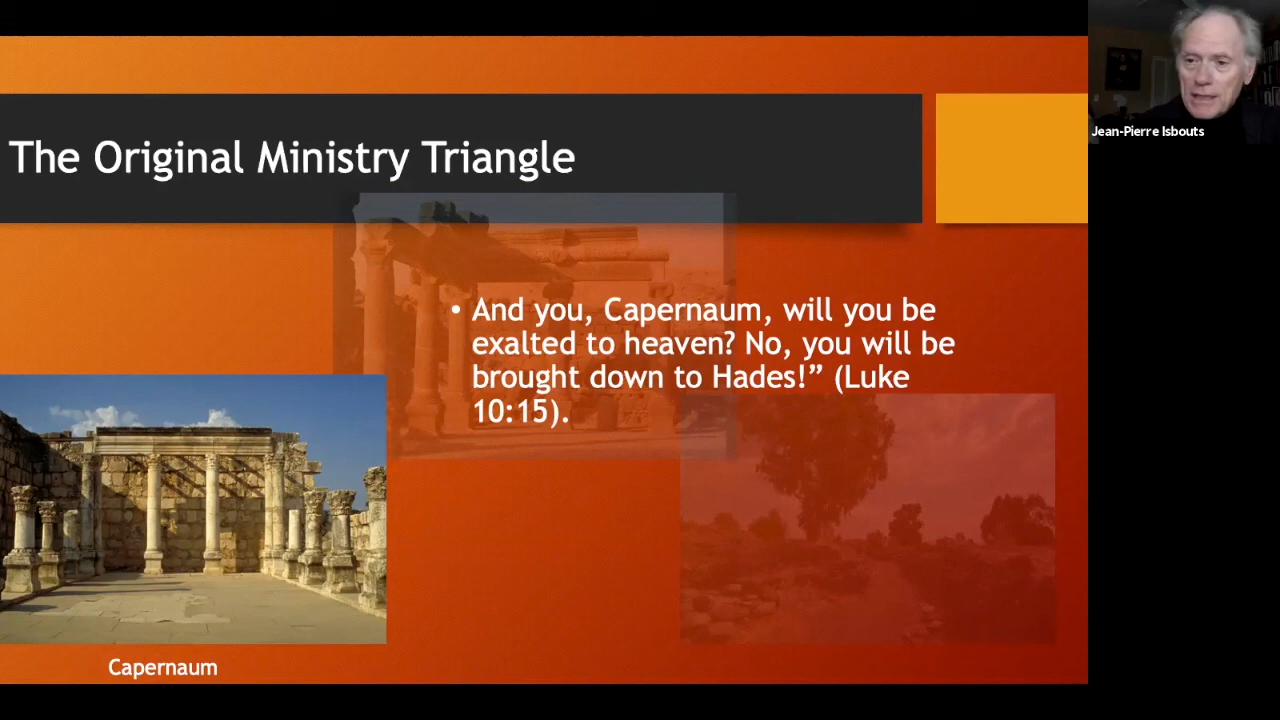 The Original Ministry Triangle
Jean-Pierre Isbouts
• And you, Capernaum, will you be
exalted to heaven? No, you will be
brought down to Hades!” (Luke
10:15).
Capernaum